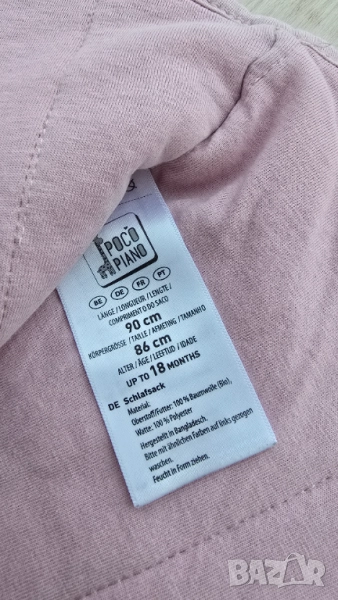 POCO
PIANO
BE DE FR PT
LÄNGE / LONGUEUR / LENGTE /
COMPRIMENTO DO SACO
90 cm
KÖRPERGRÖSSE / TAILLE / AFMETING / TAMANHO
86 cm
ALTER / ÂGE / LEEFTIJD / IDADE
UP TO 18 MONTHS
DE Schlafsack
Material:
Oberstoff/Futter: 100 % Baumwolle (Bio),
Watte: 100 % Polyester
Hergestellt in Bangladesch.
Bitte mit ähnlichen Farben auf links gezogen
waschen.
Feucht in Form ziehen.
BAZAR